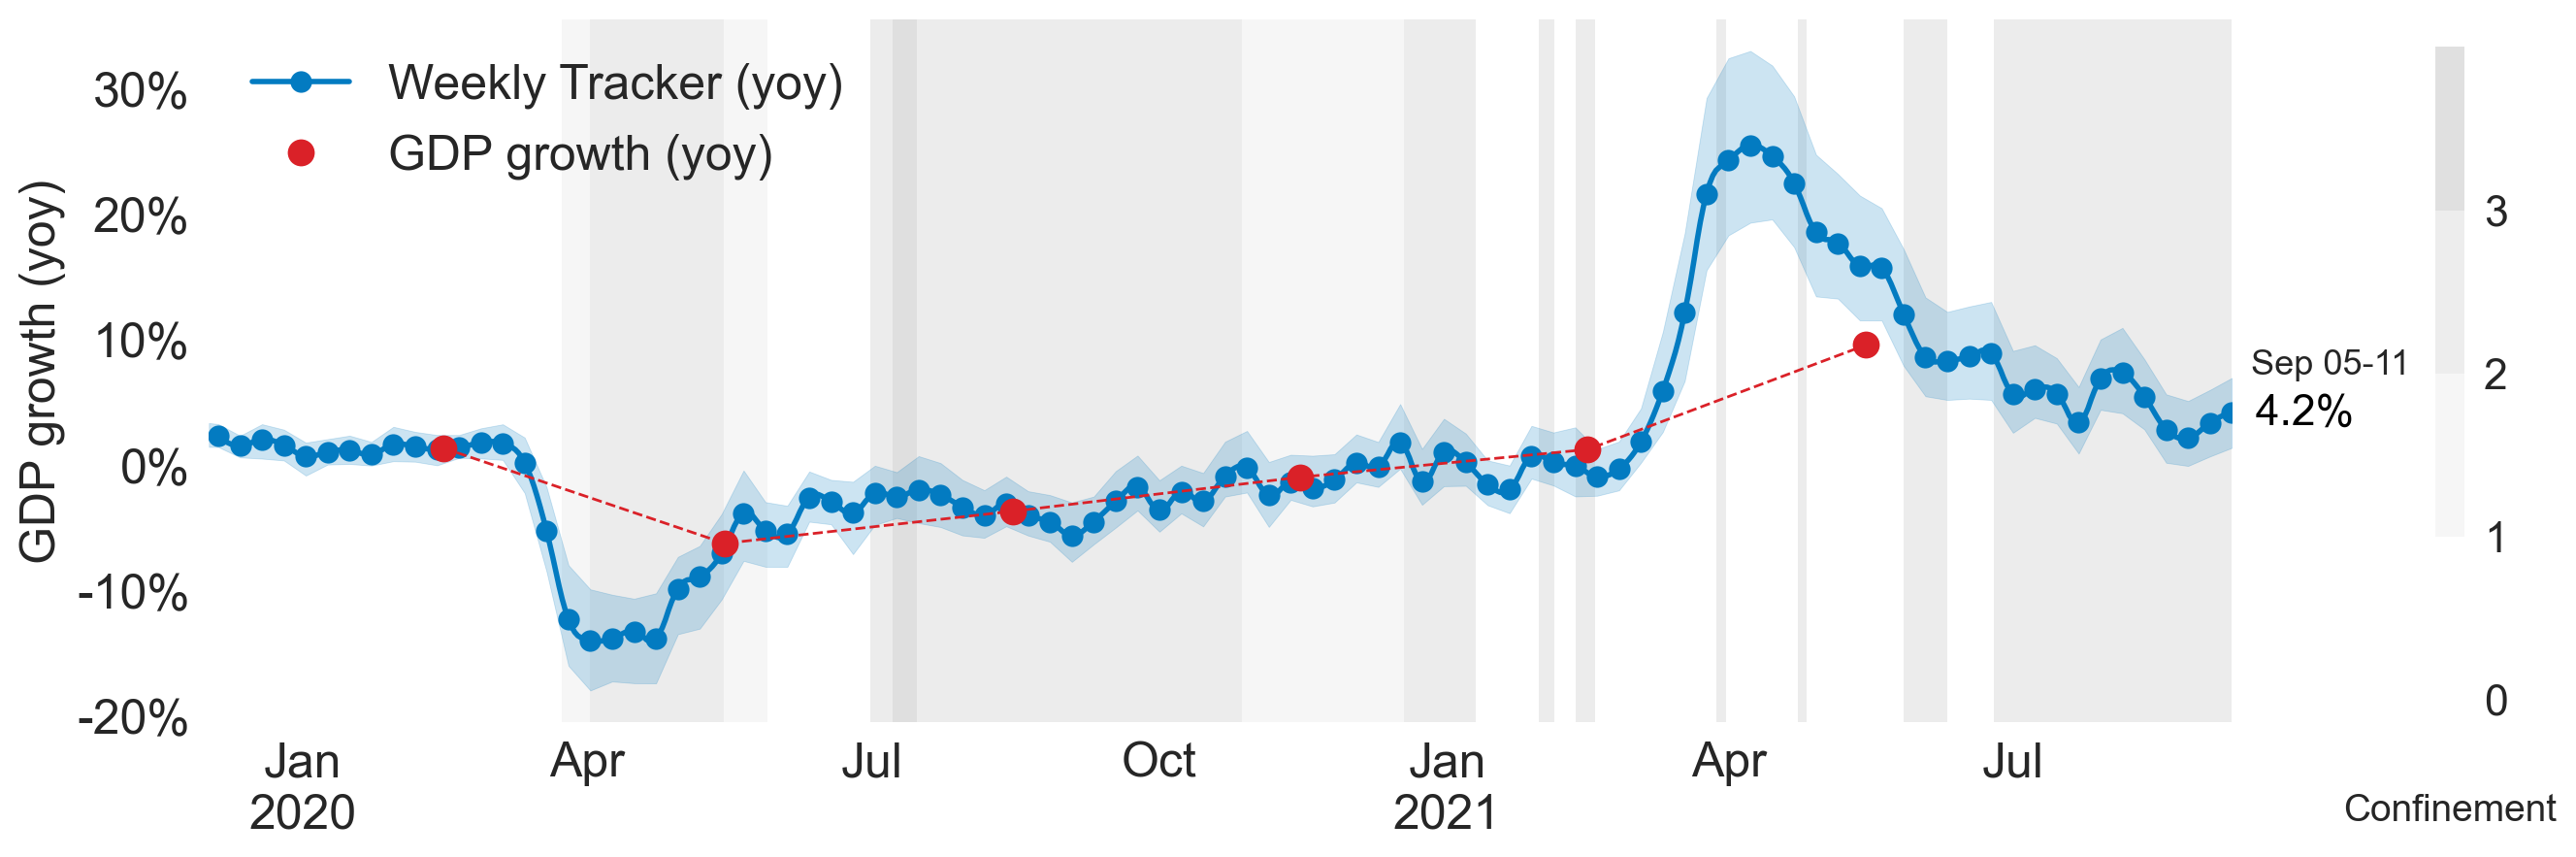 Weekly Tracker (yoy)
GDP growth (yoy)
GDP growth (yoy)
30%
20%
10%
0%
-10%
-20%
Jan
2020
Apr
Jul
Oct
Jan
2021
Apr
Jul
Sep 05-11
4.2%
3
2
1
0
Confinement